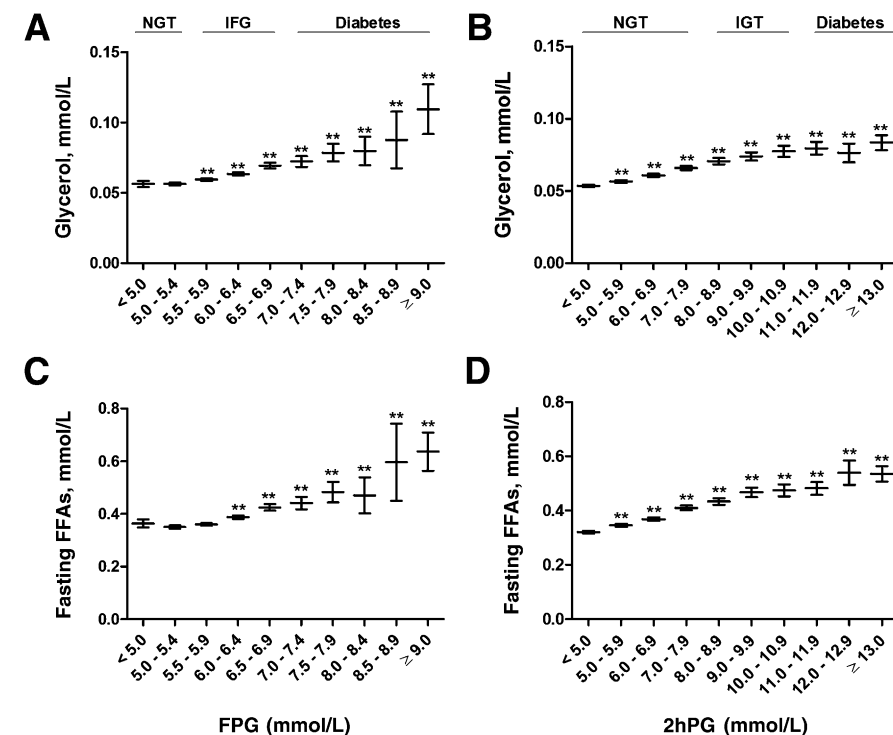 A
NGT IFG Diabetes
Glycerol, mmol/L
0.15
0.10
0.05
0.00
** ** ** ** ** ** ** **
< 5.0 5.0 - 5.4 5.5 - 5.9 6.0 - 6.4 6.5 - 6.9 7.0 - 7.4 7.5 - 7.9 8.0 - 8.4 8.5 - 8.9 ≥ 9.0
B
NGT IGT Diabetes
Glycerol, mmol/L
0.15
0.10
0.05
0.00
** ** ** ** ** ** ** ** **
< 5.0 5.0 - 5.9 6.0 - 6.9 7.0 - 7.9 8.0 - 8.9 9.0 - 9.9 10.0 - 10.9 11.0 - 11.9 12.0 - 12.9 ≥ 13.0
C
Fasting FFAs, mmol/L
0.8
0.6
0.4
0.2
0.0
** ** ** ** ** ** **
< 5.0 5.0 - 5.4 5.5 - 5.9 6.0 - 6.4 6.5 - 6.9 7.0 - 7.4 7.5 - 7.9 8.0 - 8.4 8.5 - 8.9 ≥ 9.0
FPG (mmol/L)
D
Fasting FFAs, mmol/L
0.8
0.6
0.4
0.2
0.0
** ** ** ** ** ** ** ** **
< 5.0 5.0 - 5.9 6.0 - 6.9 7.0 - 7.9 8.0 - 8.9 9.0 - 9.9 10.0 - 10.9 11.0 - 11.9 12.0 - 12.9 ≥ 13.0
2hPG (mmol/L)